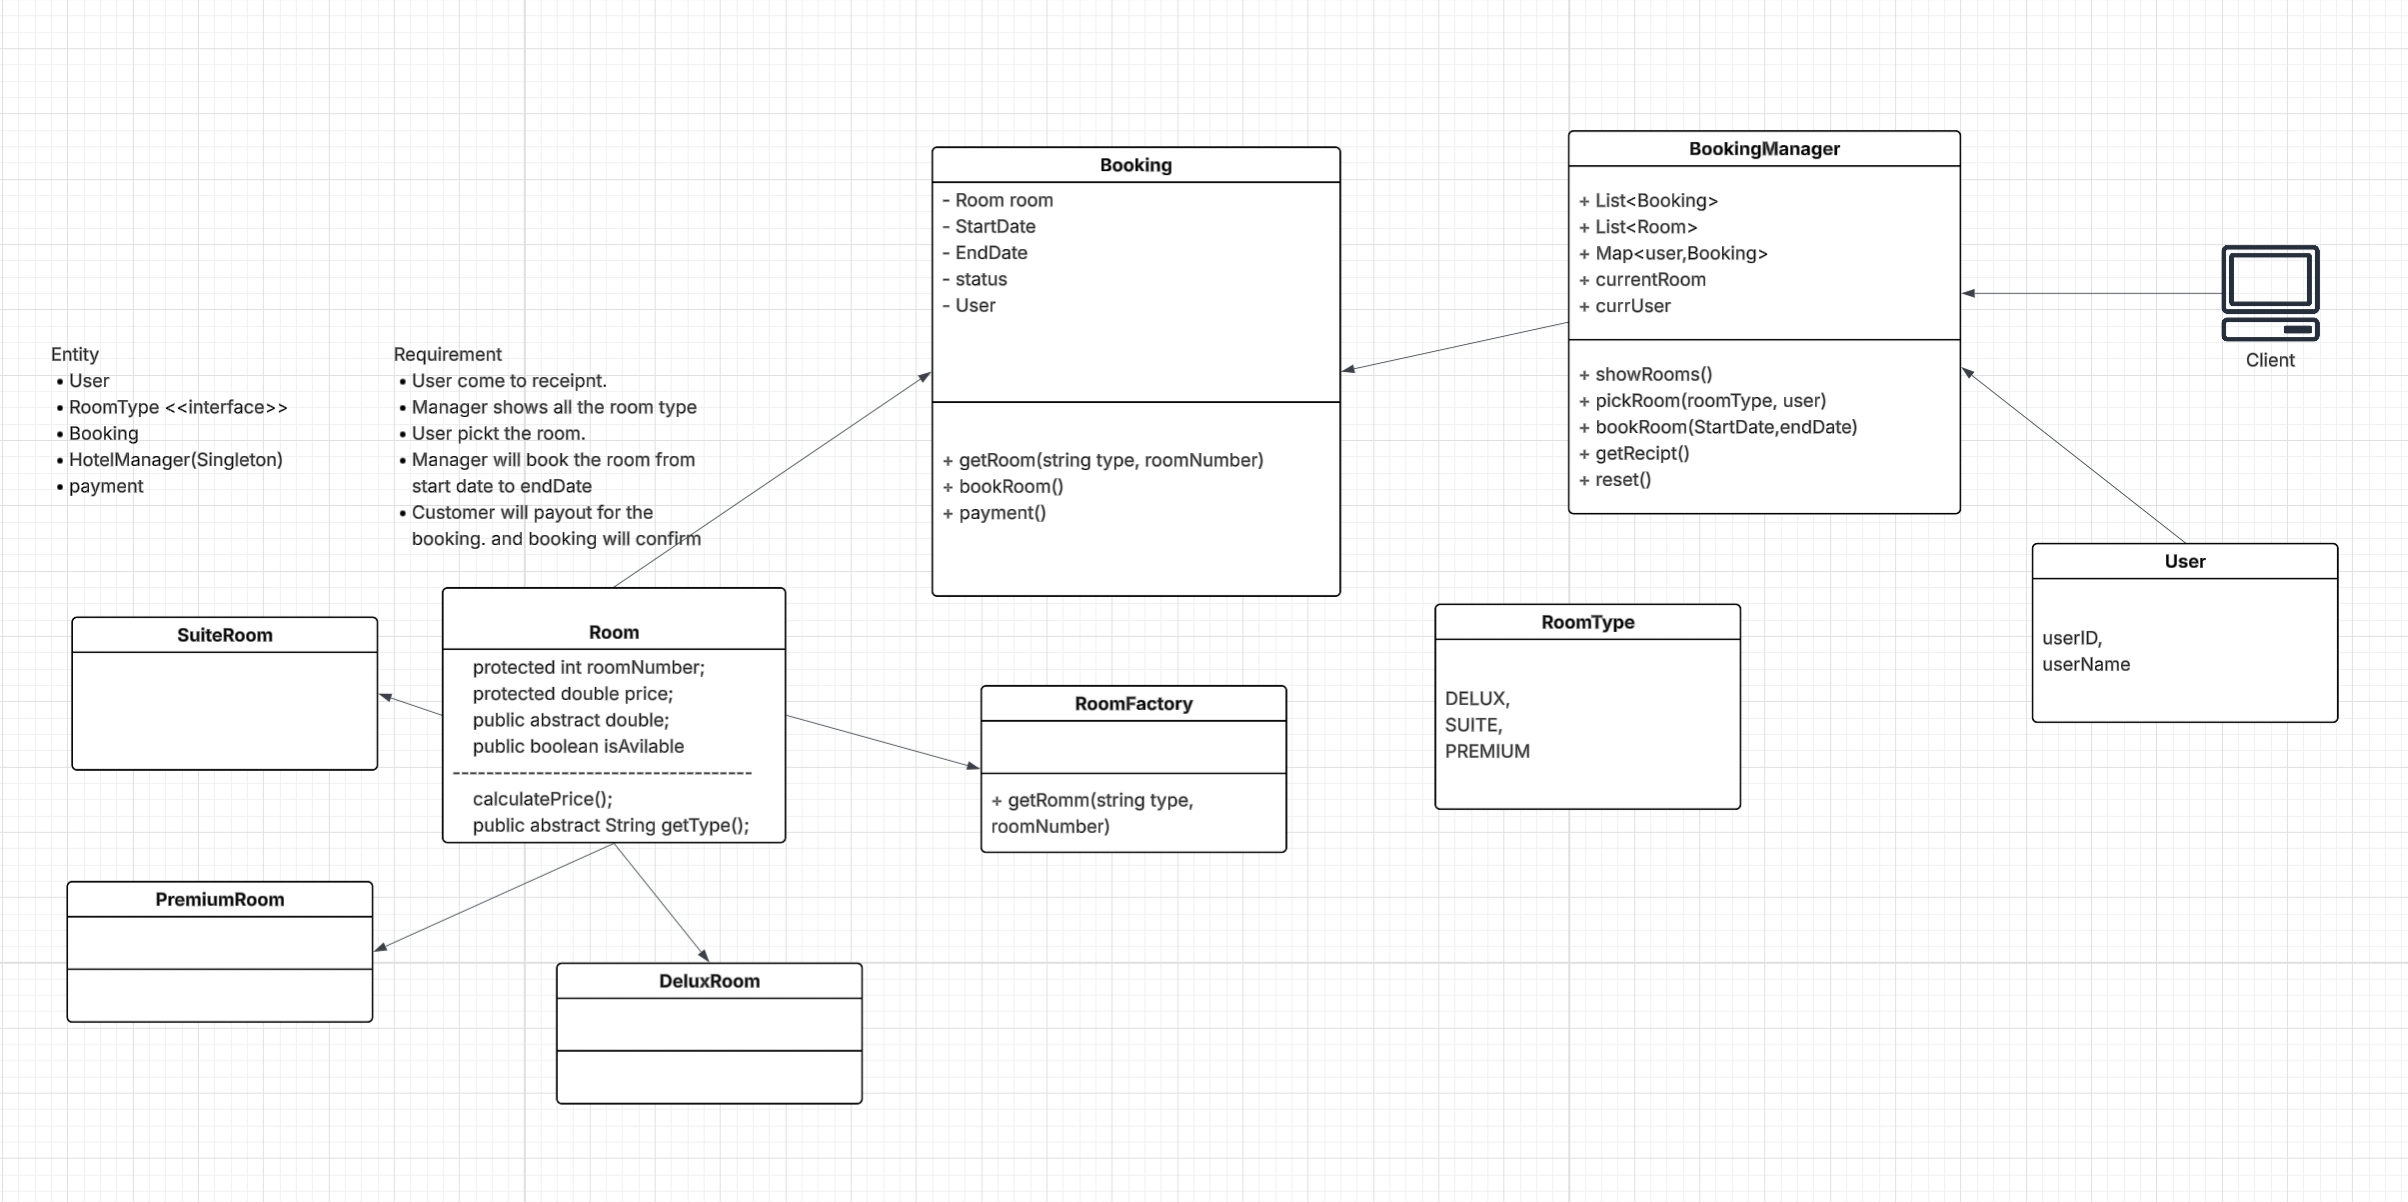 Entity
• User
• RoomType <<interface>>
• Booking
• HotelManager(Singleton)
• payment
Requirement
• User come to receipnt.
• Manager shows all the room type
• User pickt the room.
• Manager will book the room from
start date to endDate
• Customer will payout for the
booking. and booking will confirm
Booking
- Room room
- StartDate
- EndDate
- status
- User
+ getRoom(string type, roomNumber)
+ bookRoom()
+ payment()
BookingManager
+ List<Booking>
+ List<Room>
+ Map<user,Booking>
+ currentRoom
+ currUser
+ showRooms()
+ pickRoom(roomType, user)
+ bookRoom(StartDate,endDate)
+ getRecipt()
+ reset()
Client
User
userID,
userName
SuiteRoom
Room
protected int roomNumber;
protected double price;
public abstract double;
public boolean isAvilable
------------------------------------
calculatePrice();
public abstract String getType();
RoomFactory
+ getRomm(string type,
roomNumber)
RoomType
DELUX,
SUITE,
PREMIUM
PremiumRoom
DeluxRoom